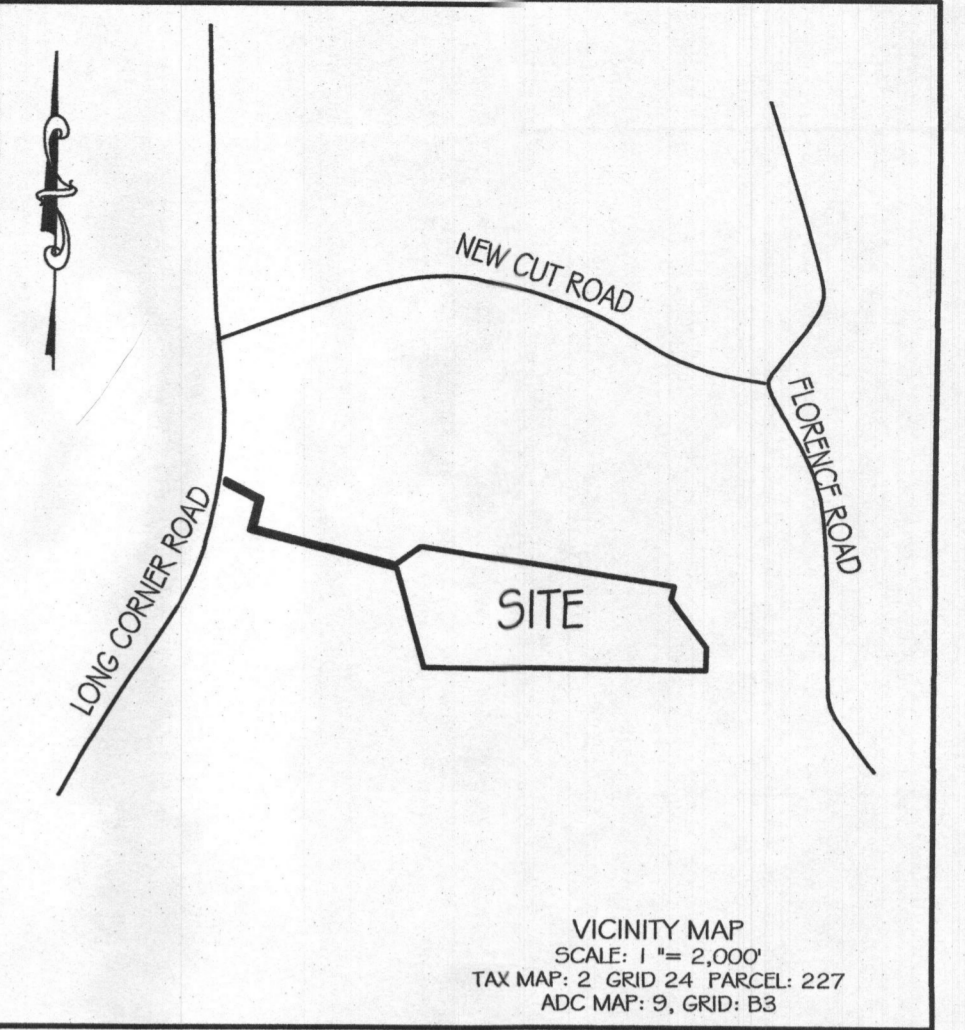 NEW CUT ROAD
FLORENCE ROAD
LONG CORNER ROAD
SITE
VICINITY MAP
SCALE: 1 "= 2,000'
TAX MAP: 2 GRID 24 PARCEL: 227
ADC MAP: 9, GRID: B3